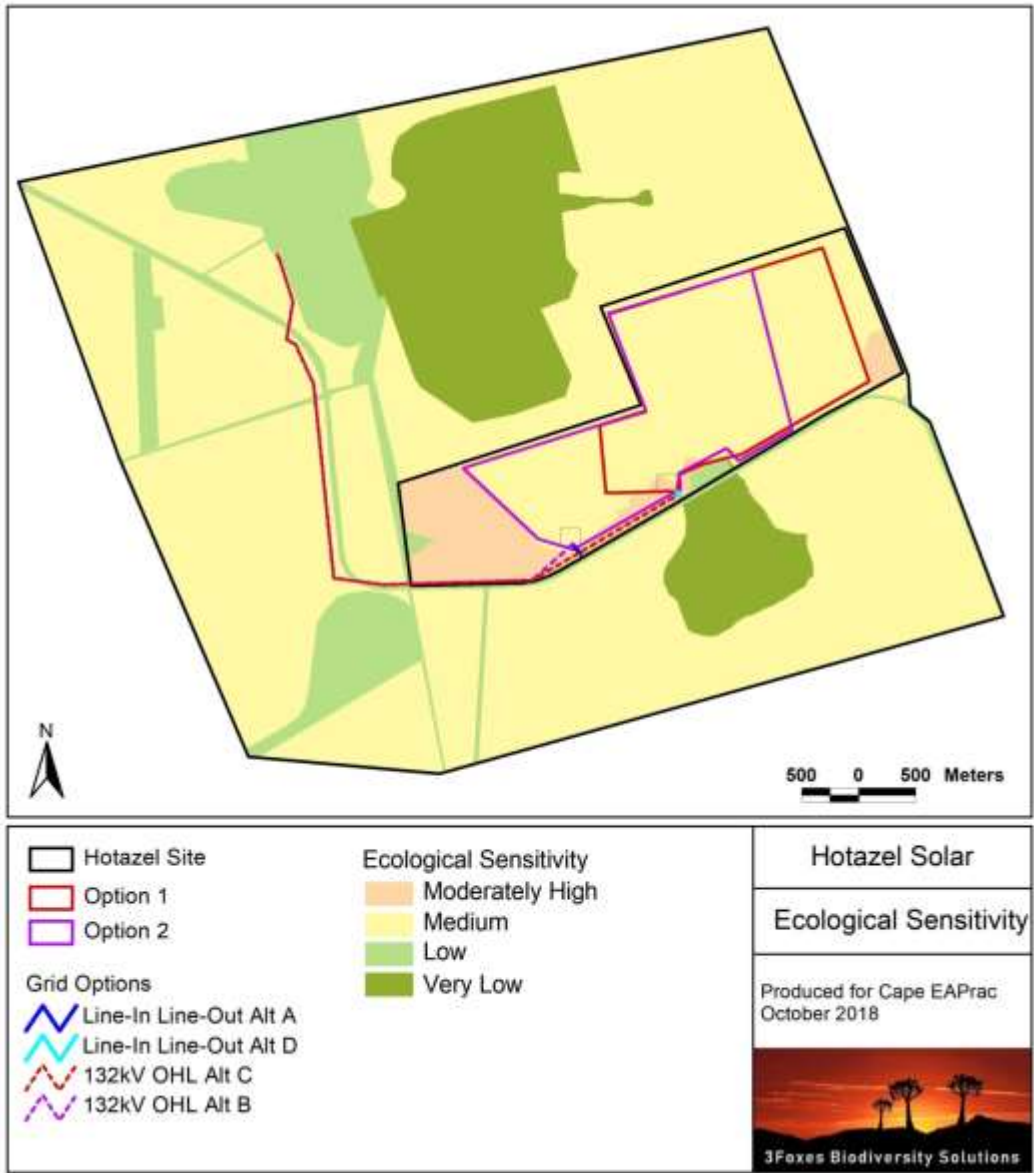 N
500 0 500 Meters
Hotazel Site
Option 1
Option 2
Grid Options
Line-In Line-Out Alt A
Line-In Line-Out Alt D
132kV OHL Alt C
132kV OHL Alt B
Ecological Sensitivity
Moderately High
Medium
Low
Very Low
Hotazel Solar
Ecological Sensitivity
Produced for Cape EAPrac
October 2018
3Foxes Biodiversity Solutions